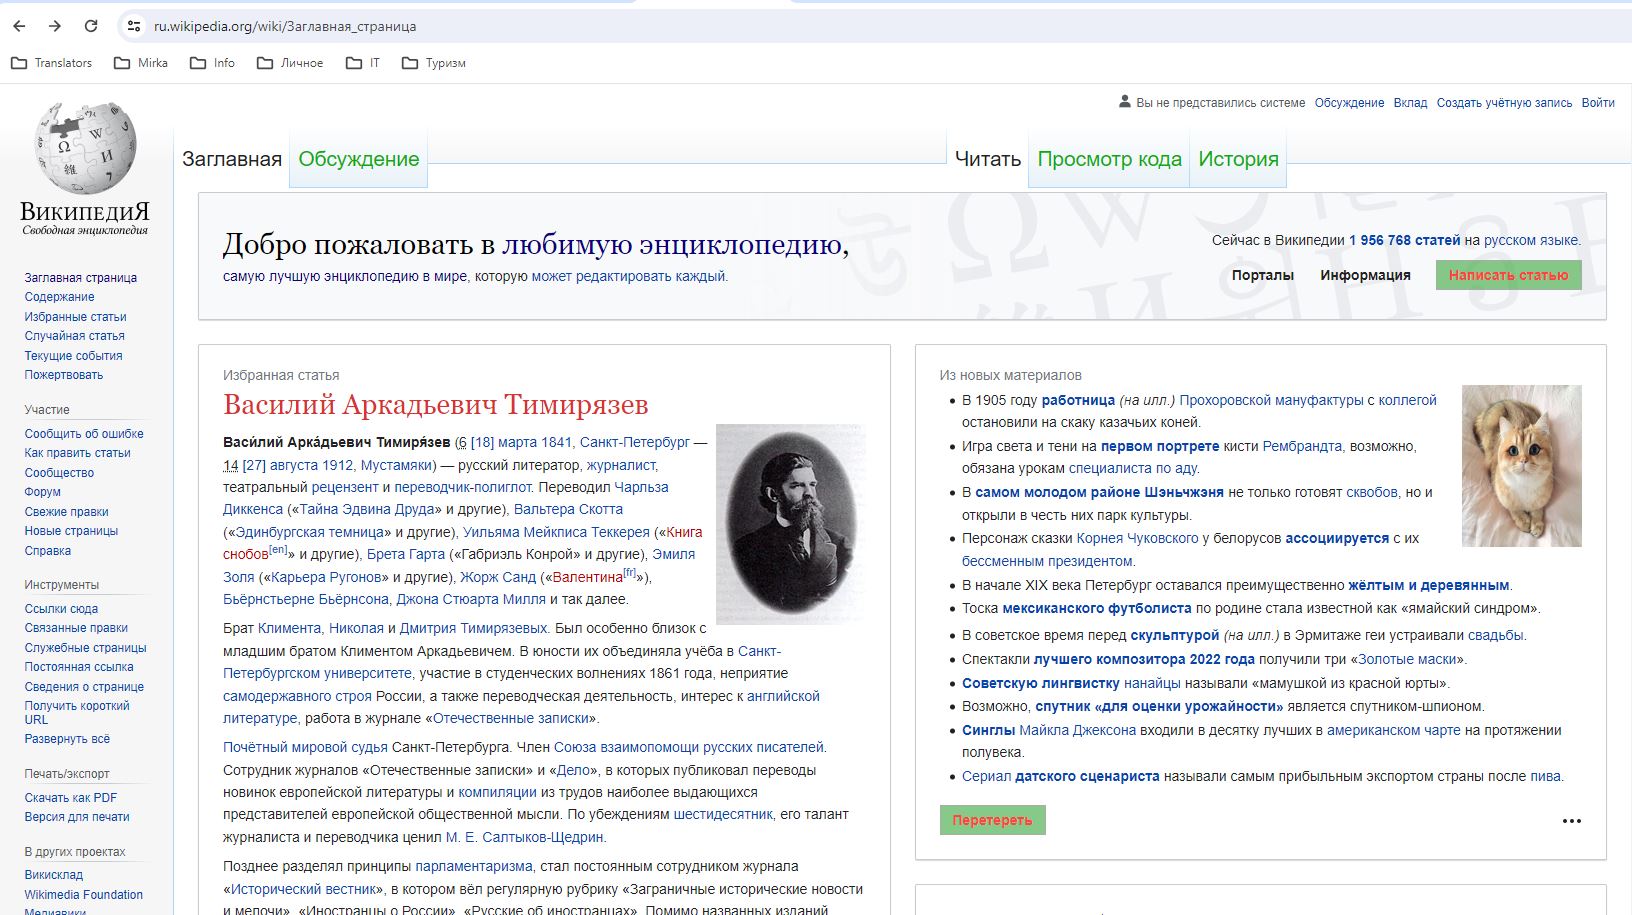 ru.wikipedia.org/wiki/Заглавная_страница
Translators Mirka Info Личное IT Туризм
Вы не представились системе Обсуждение Вклад Создать учётную запись Войти
Заглавная Обсуждение Читать Просмотр кода История
ВикипедиЯ
Свободная энциклопедия
Заглавная страница
Содержание
Избранные статьи
Случайная статья
Текущие события
Пожертвовать
Участие
Сообщить об ошибке
Как править статьи
Сообщество
Форум
Свежие правки
Новые страницы
Справка
Инструменты
Ссылки сюда
Связанные правки
Служебные страницы
Постоянная ссылка
Сведения о странице
Получить короткий
URL
Развернуть всё
Печать/экспорт
Скачать как PDF
Версия для печати
В других проектах
Викисклад
Wikimedia Foundation
Медиавики
Добро пожаловать в любимую энциклопедию,
самую лучшую энциклопедию в мире, которую может редактировать каждый.
Сейчас в Википедии 1 956 768 статей на русском языке.
Порталы Информация Написать статью
Избранная статья
Василий Аркадьевич Тимирязев
Васи́лий Арка́дьевич Тимиря́зев (6 [18] марта 1841, Санкт-Петербург —
14 [27] августа 1912, Мустамяки) — русский литератор, журналист,
театральный рецензент и переводчик-полиглот. Переводил Чарльза
Диккенса («Тайна Эдвина Друда» и другие), Вальтера Скотта
(«Эдинбургская темница» и другие), Уильяма Мейкписа Теккерея («Книга
снобов[en]» и другие), Брета Гарта («Габриэль Конрой» и другие), Эмиля
Золя («Карьера Ругонов» и другие), Жорж Санд («Валентина[fr]»),
Бьёрнстьерне Бьёрнсона, Джона Стюарта Милля и так далее.
Брат Климента, Николая и Дмитрия Тимирязевых. Был особенно близок с
младшим братом Климентом Аркадьевичем. В юности их объединяла учёба в Санкт-
Петербургском университете, участие в студенческих волнениях 1861 года, неприятие
самодержавного строя России, а также переводческая деятельность, интерес к английской
литературе, работа в журнале «Отечественные записки».
Почётный мировой судья Санкт-Петербурга. Член Союза взаимопомощи русских писателей.
Сотрудник журналов «Отечественные записки» и «Дело», в которых публиковал переводы
новинок европейской литературы и компиляции из трудов наиболее выдающихся
представителей европейской общественной мысли. По убеждениям шестидесятник, его талант
журналиста и переводчика ценил М. Е. Салтыков-Щедрин.
Позднее разделял принципы парламентаризма, стал постоянным сотрудником журнала
«Исторический вестник», в котором вёл регулярную рубрику «Заграничные исторические новости
и мелочи», «Иностранцы о России», «Русские об иностранцах». Помимо названных изданий
Из новых материалов
В 1905 году работница (на илл.) Прохоровской мануфактуры с коллегой
остановили на скаку казачьих коней.
Игра света и тени на первом портрете кисти Рембрандта, возможно,
обязана урокам специалиста по аду.
В самом молодом районе Шэньчжэня не только готовят сквобов, но и
открыли в честь них парк культуры.
Персонаж сказки Корнея Чуковского у белорусов ассоциируется с их
бессменным президентом.
В начале XIX века Петербург оставался преимущественно жёлтым и деревянным.
Тоска мексиканского футболиста по родине стала известной как «ямайский синдром».
В советское время перед скульптурой (на илл.) в Эрмитаже геи устраивали свадьбы.
Спектакли лучшего композитора 2022 года получили три «Золотые маски».
Советскую лингвистку нанайцы называли «мамушкой из красной юрты».
Возможно, спутник «для оценки урожайности» является спутником-шпионом.
Синглы Майкла Джексона входили в десятку лучших в американском чарте на протяжении
полувека.
Сериал датского сценариста называли самым прибыльным экспортом страны после пива.
Перетереть